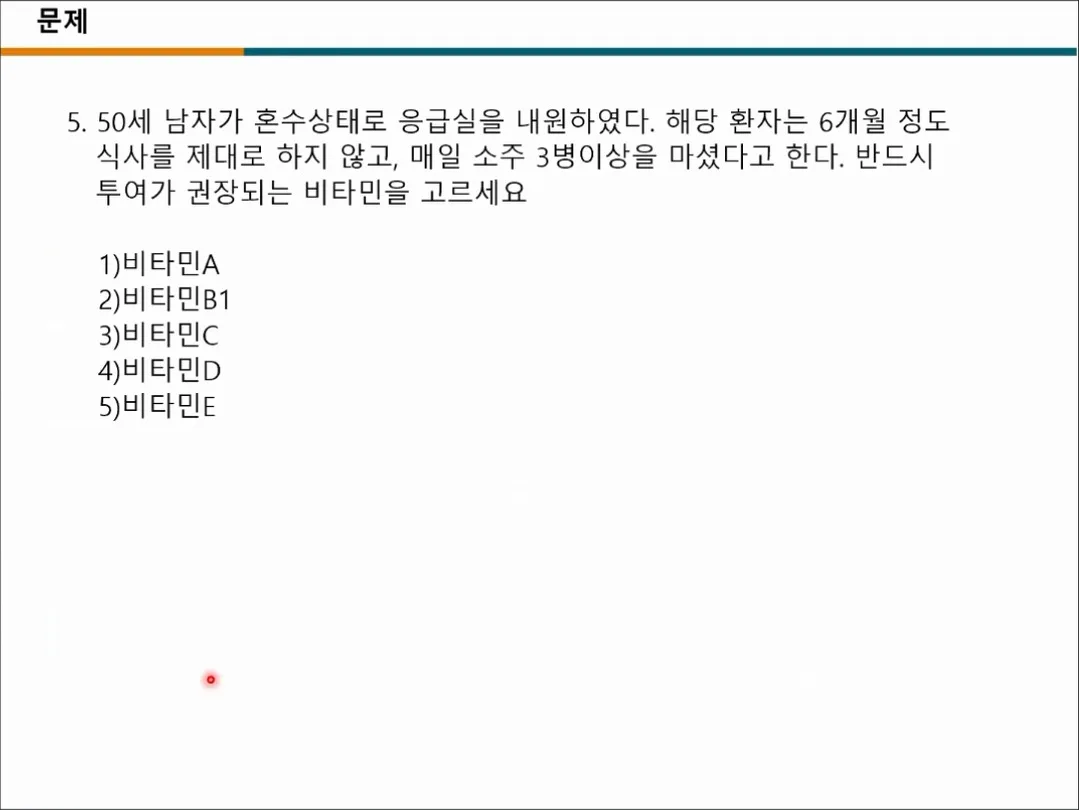 문제
5. 50세 남자가 혼수상태로 응급실을 내원하였다. 해당 환자는 6개월 정도
식사를 제대로 하지 않고, 매일 소주 3병이상을 마셨다고 한다. 반드시
투여가 권장되는 비타민을 고르세요
1)비타민A
2)비타민B1
3)비타민C
4)비타민D
5)비타민E